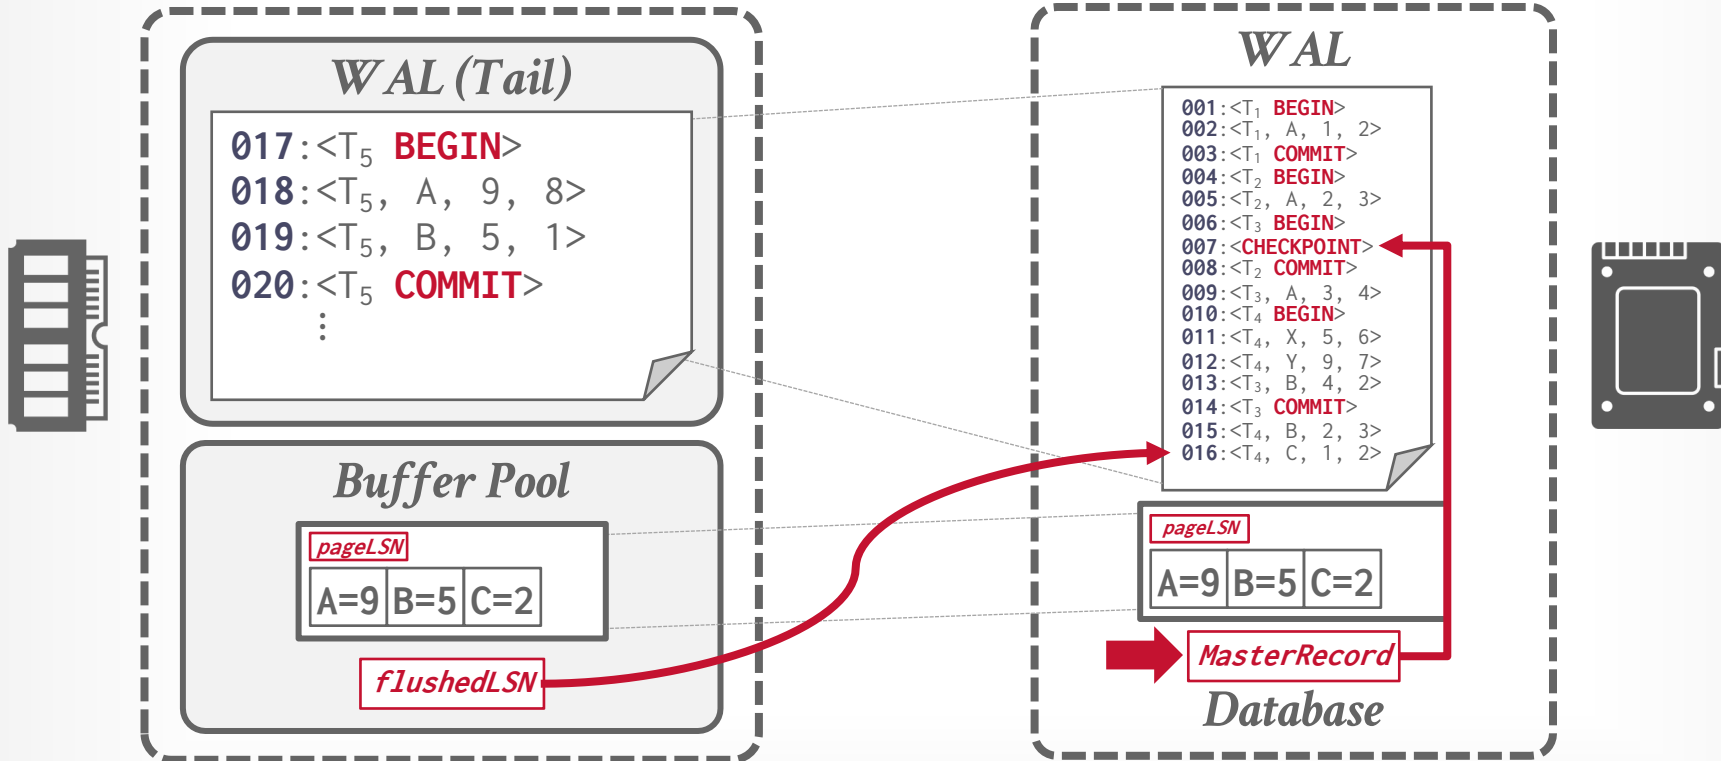 WAL (Tail)
017:<T₅ BEGIN>
018:<T₅, A, 9, 8>
019:<T₅, B, 5, 1>
020:<T₅ COMMIT>
⋮
Buffer Pool
pageLSN
A=9 B=5 C=2
flushedLSN
WAL
001:<T₁ BEGIN>
002:<T₁, A, 1, 2>
003:<T₁ COMMIT>
004:<T₂ BEGIN>
005:<T₂, A, 2, 3>
006:<T₃ BEGIN>
007:<CHECKPOINT>
008:<T₂ COMMIT>
009:<T₃, A, 3, 4>
010:<T₄ BEGIN>
011:<T₄, X, 5, 6>
012:<T₄, Y, 9, 7>
013:<T₃, B, 4, 2>
014:<T₃ COMMIT>
015:<T₄, B, 2, 3>
016:<T₄, C, 1, 2>
pageLSN
A=9 B=5 C=2
MasterRecord
Database